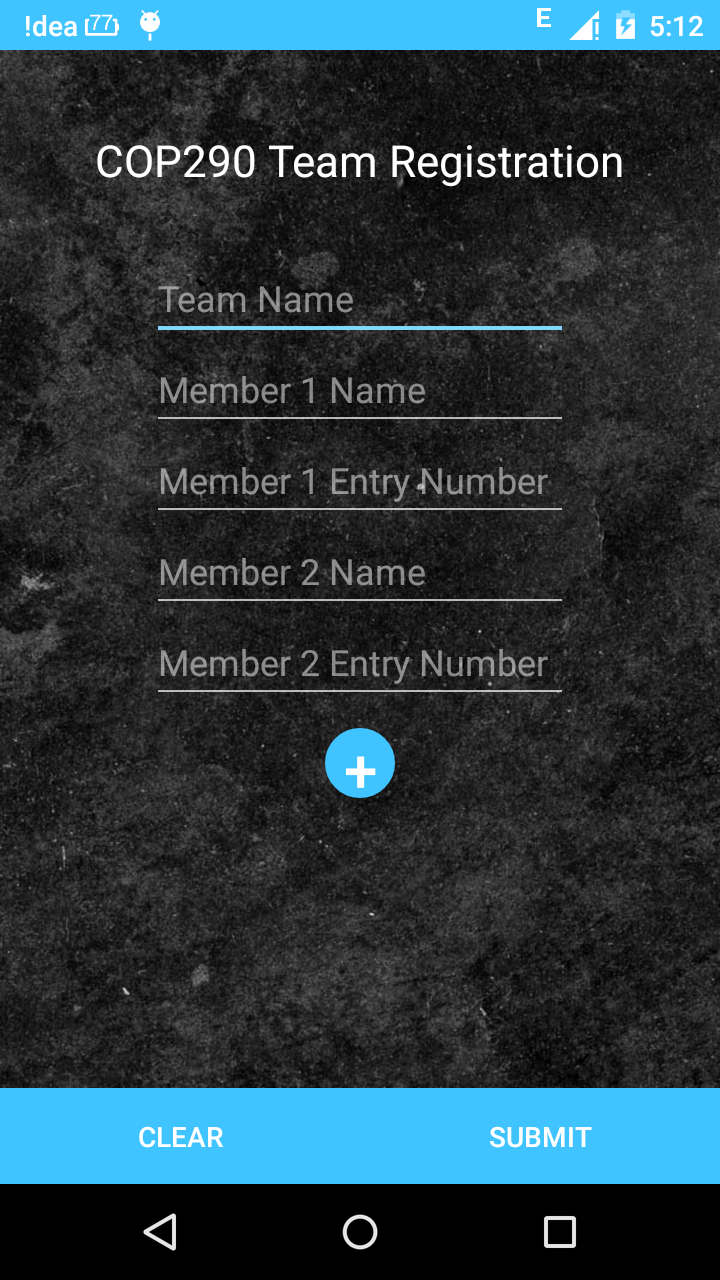 !dea 77 E 5:12
COP290 Team Registration
Team Name
Member 1 Name
Member 1 Entry Number
Member 2 Name
Member 2 Entry Number
+
CLEAR SUBMIT